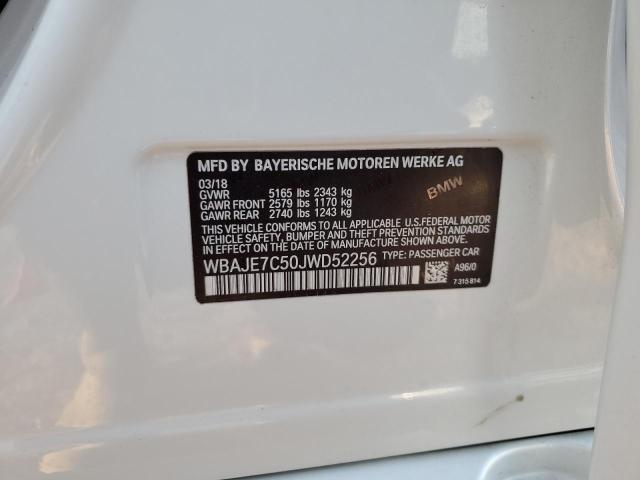 MFD BY BAYERISCHE MOTOREN WERKE AG
03/18
GVWR 5165 lbs 2343 kg
GAWR FRONT 2579 lbs 1170 kg
GAWR REAR 2740 lbs 1243 kg
BMW
THIS VEHICLE CONFORMS TO ALL APPLICABLE U.S. FEDERAL MOTOR
VEHICLE SAFETY, BUMPER AND THEFT PREVENTION STANDARDS
IN EFFECT ON THE DATE OF MANUFACTURE SHOWN ABOVE.
WBAJE7C50JWD52256 TYPE: PASSENGER CAR
A96/0
7 315 814